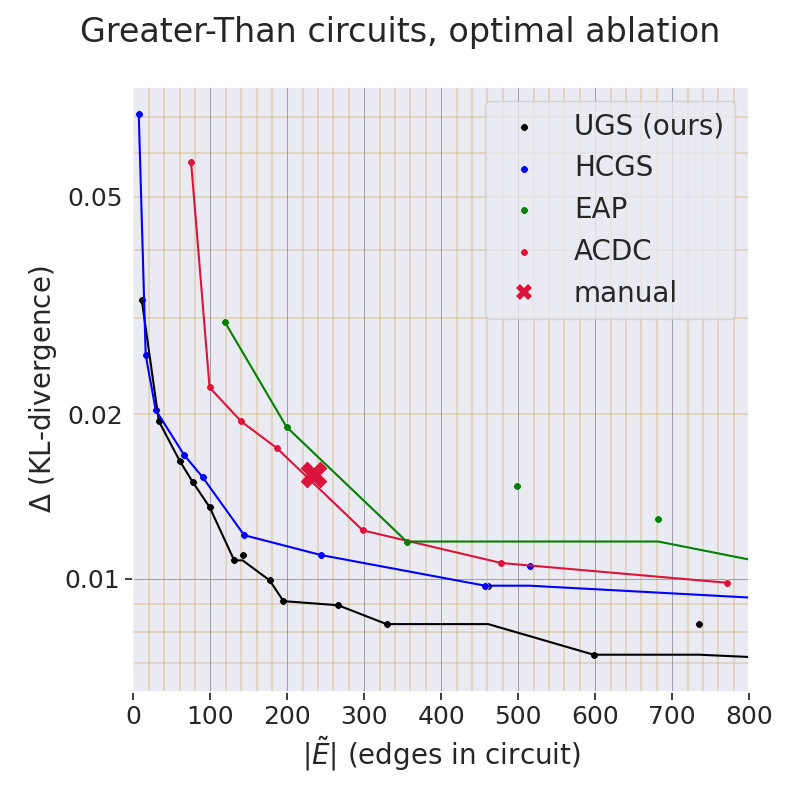 Greater-Than circuits, optimal ablation
UGS (ours)
HCGS
EAP
ACDC
manual
0.05
0.02
0.01
Δ (KL-divergence)
0 100 200 300 400 500 600 700 800
|Ẽ| (edges in circuit)